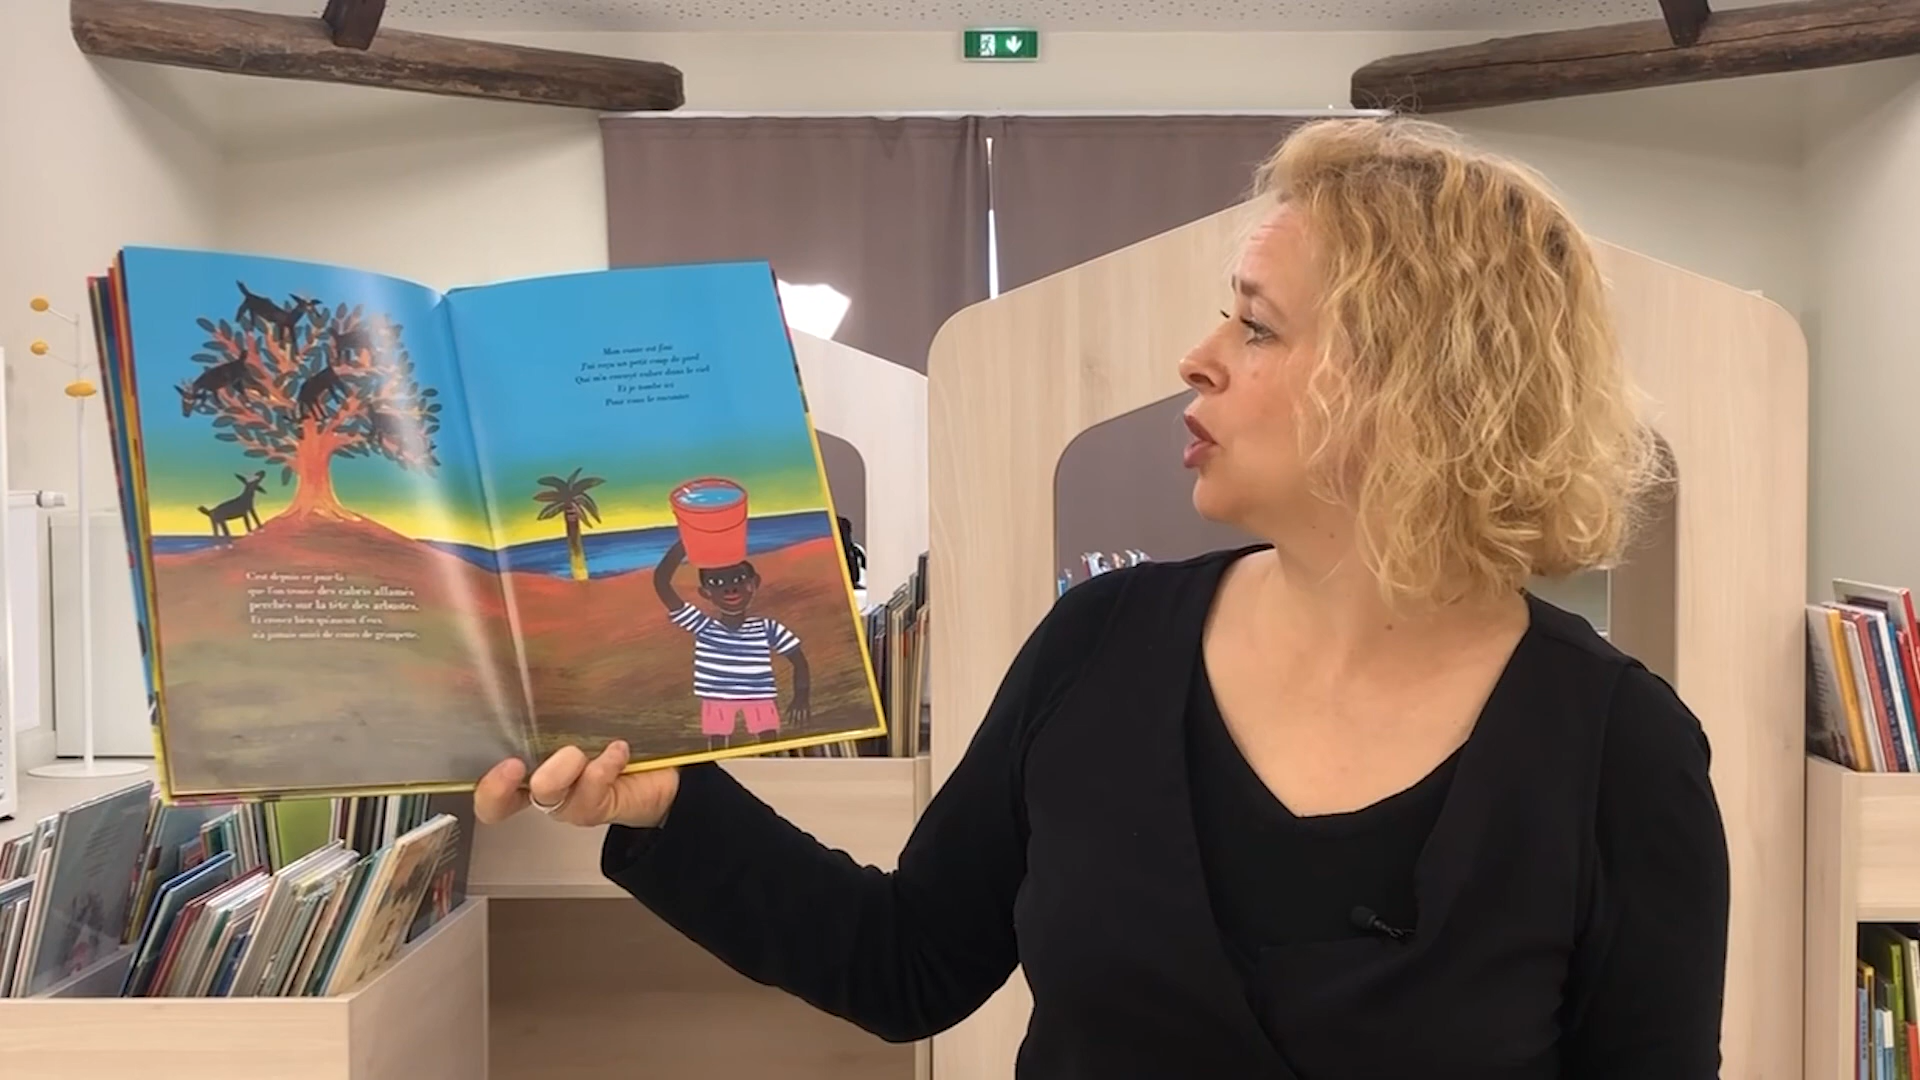 C'est depuis ce jour-là
que l'on trouve des cabris affamés
perchés sur la tête des arbustes.
Et croyez bien qu'aucun d'eux
n'a jamais suivi de cours de grimpette.
Mon conte est fini
J'ai reçu un petit coup de pied
Qui m'a envoyé valser dans le ciel
Et je tombe ici
Pour vous le raconter